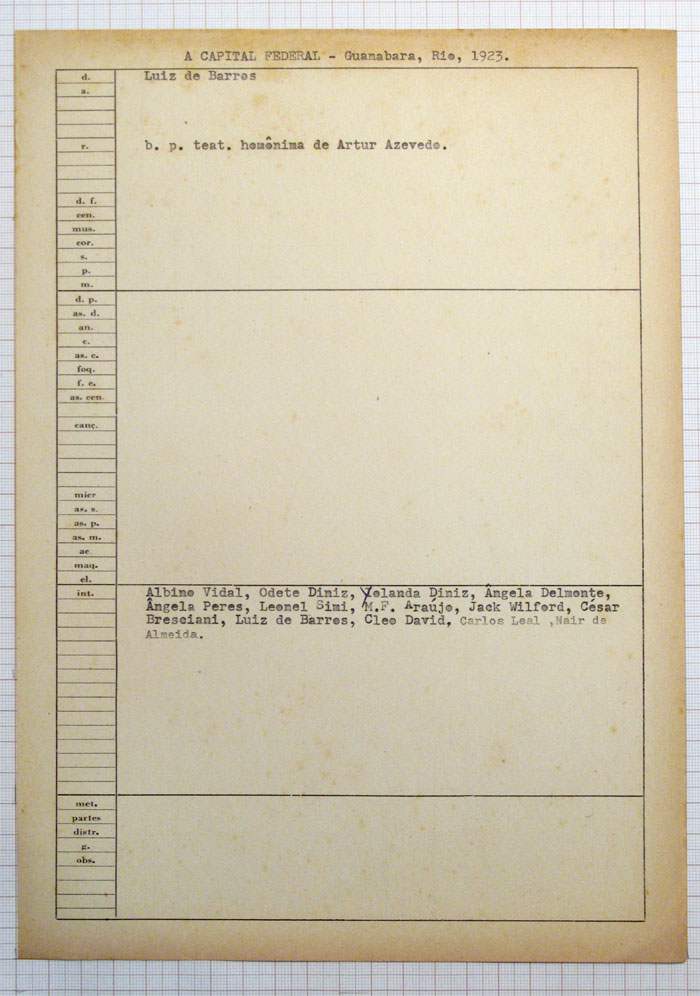 A CAPITAL FEDERAL - Guanabara, Rio, 1923.
d. Luiz de Barros
a.
r. b. p. teat. homônima de Artur Azevedo.
d. f.
cen.
mus.
cor.
s.
p.
m.
d. p.
as. d.
an.
c.
as. c.
foq.
f. c.
as. cen.
canç.
mier
as. s.
as. p.
as. m.
ac.
maq.
el.
int. Albino Vidal, Odete Diniz, Yolanda Diniz, Ângela Delmonte,
Ângela Peres, Leonel Simi, M.F. Araújo, Jack Wilford, César
Bresciani, Luiz de Barros, Cleo David, Carlos Leal ,Nair de
Almeida.
met.
partes
distr.
g.
obs.